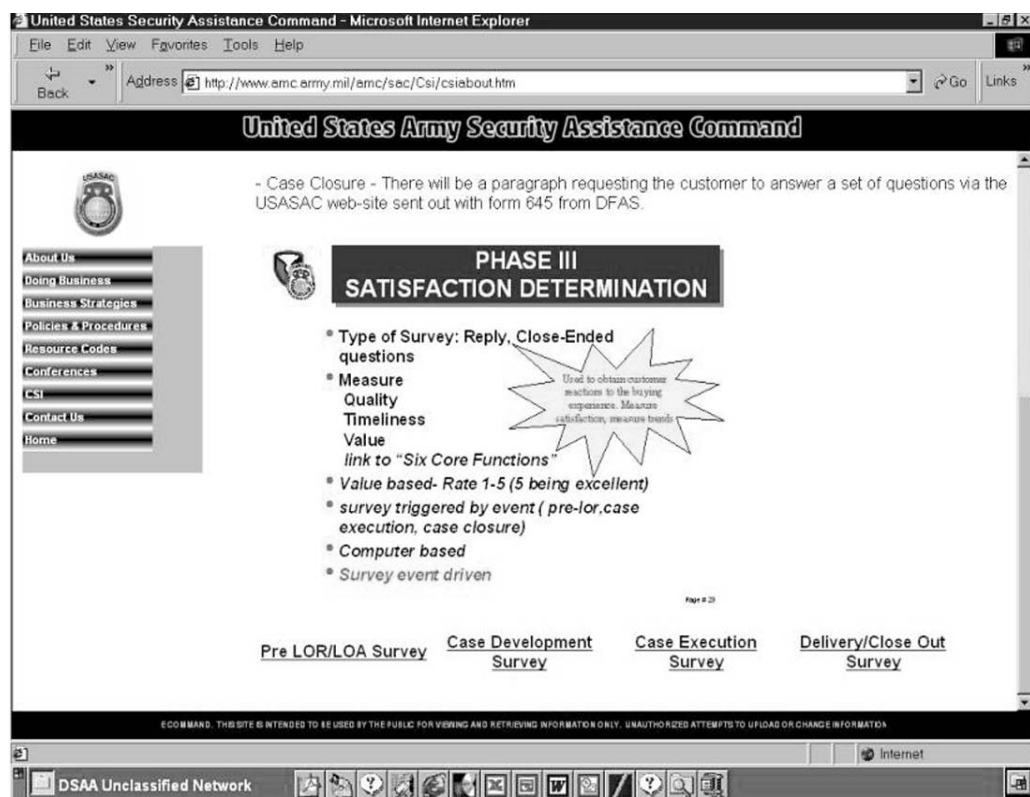 United States Security Assistance Command - Microsoft Internet Explorer
File Edit View Favorites Tools Help
Back Address http://www.amc.army.mil/amc/sac/Csi/csiabout.htm Go Links
United States Army Security Assistance Command
USASAC
- Case Closure - There will be a paragraph requesting the customer to answer a set of questions via the
USASAC web-site sent out with form 645 from DFAS.
About Us
Doing Business
Business Strategies
Policies & Procedures
Resource Codes
Conferences
CSI
Contact Us
Home
PHASE III
SATISFACTION DETERMINATION
• Type of Survey: Reply, Close-Ended
questions
• Measure
Quality
Timeliness
Value
link to “Six Core Functions”
• Value based- Rate 1-5 (5 being excellent)
• survey triggered by event ( pre-lor,case
execution, case closure)
• Computer based
• Survey event driven
Used to obtain customer
reactions to the buying
experience. Measure
satisfaction, measure trends
Page # 23
Pre LOR/LOA Survey
Case Development
Survey
Case Execution
Survey
Delivery/Close Out
Survey
ECOMMAND. THIS SITE IS INTENDED TO BE USED BY THE PUBLIC FOR VIEWING AND RETRIEVING INFORMATION ONLY. UNAUTHORIZED ATTEMPTS TO UPLOAD OR CHANGE INFORMATION
Internet
DSAA Unclassified Network